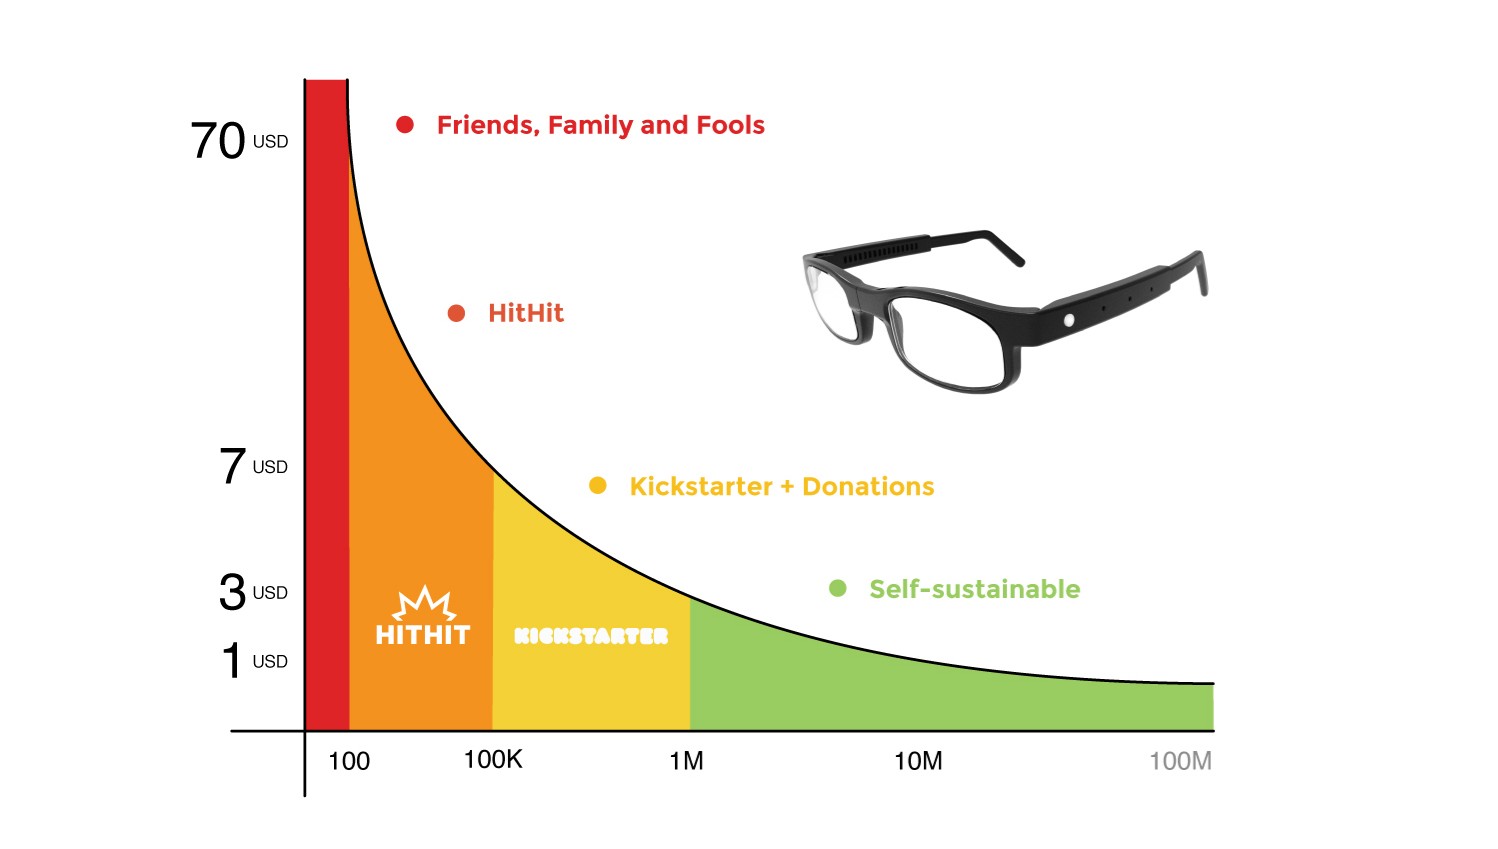 70 USD
Friends, Family and Fools
HitHit
7 USD
Kickstarter + Donations
3 USD
Self-sustainable
HITHIT
KICKSTARTER
1 USD
100
100K
1M
10M
100M